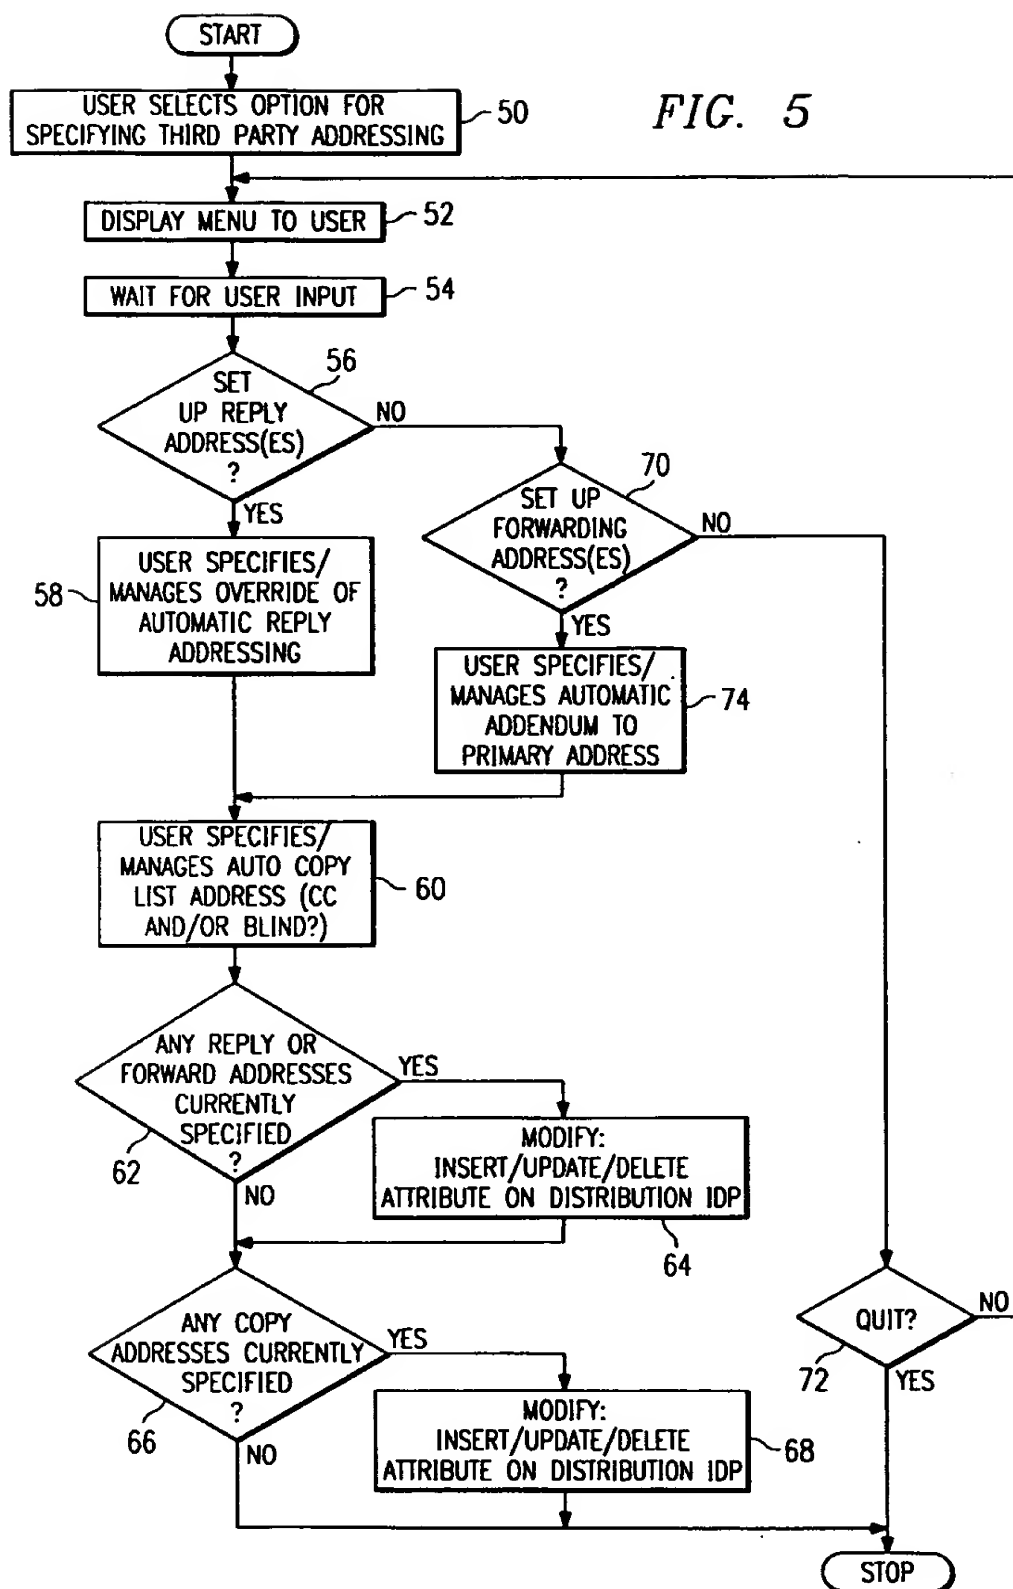 START
USER SELECTS OPTION FOR
SPECIFYING THIRD PARTY ADDRESSING
50
FIG. 5
DISPLAY MENU TO USER
52
WAIT FOR USER INPUT
54
56
SET
UP REPLY
ADDRESS(ES)
?
NO
YES
70
SET UP
FORWARDING
ADDRESS(ES)
?
NO
YES
58
USER SPECIFIES/
MANAGES OVERRIDE OF
AUTOMATIC REPLY
ADDRESSING
USER SPECIFIES/
MANAGES AUTOMATIC
ADDENDUM TO
PRIMARY ADDRESS
74
USER SPECIFIES/
MANAGES AUTO COPY
LIST ADDRESS (CC
AND/OR BLIND?)
60
ANY REPLY OR
FORWARD ADDRESSES
CURRENTLY
SPECIFIED
?
YES
62
NO
MODIFY:
INSERT/UPDATE/DELETE
ATTRIBUTE ON DISTRIBUTION IDP
64
ANY COPY
ADDRESSES CURRENTLY
SPECIFIED
?
YES
66
NO
MODIFY:
INSERT/UPDATE/DELETE
ATTRIBUTE ON DISTRIBUTION IDP
68
QUIT?
NO
72
YES
STOP